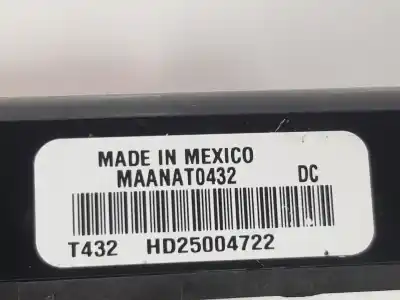 MADE IN MEXICO
MAANAT0432 DC
T432 HD25004722